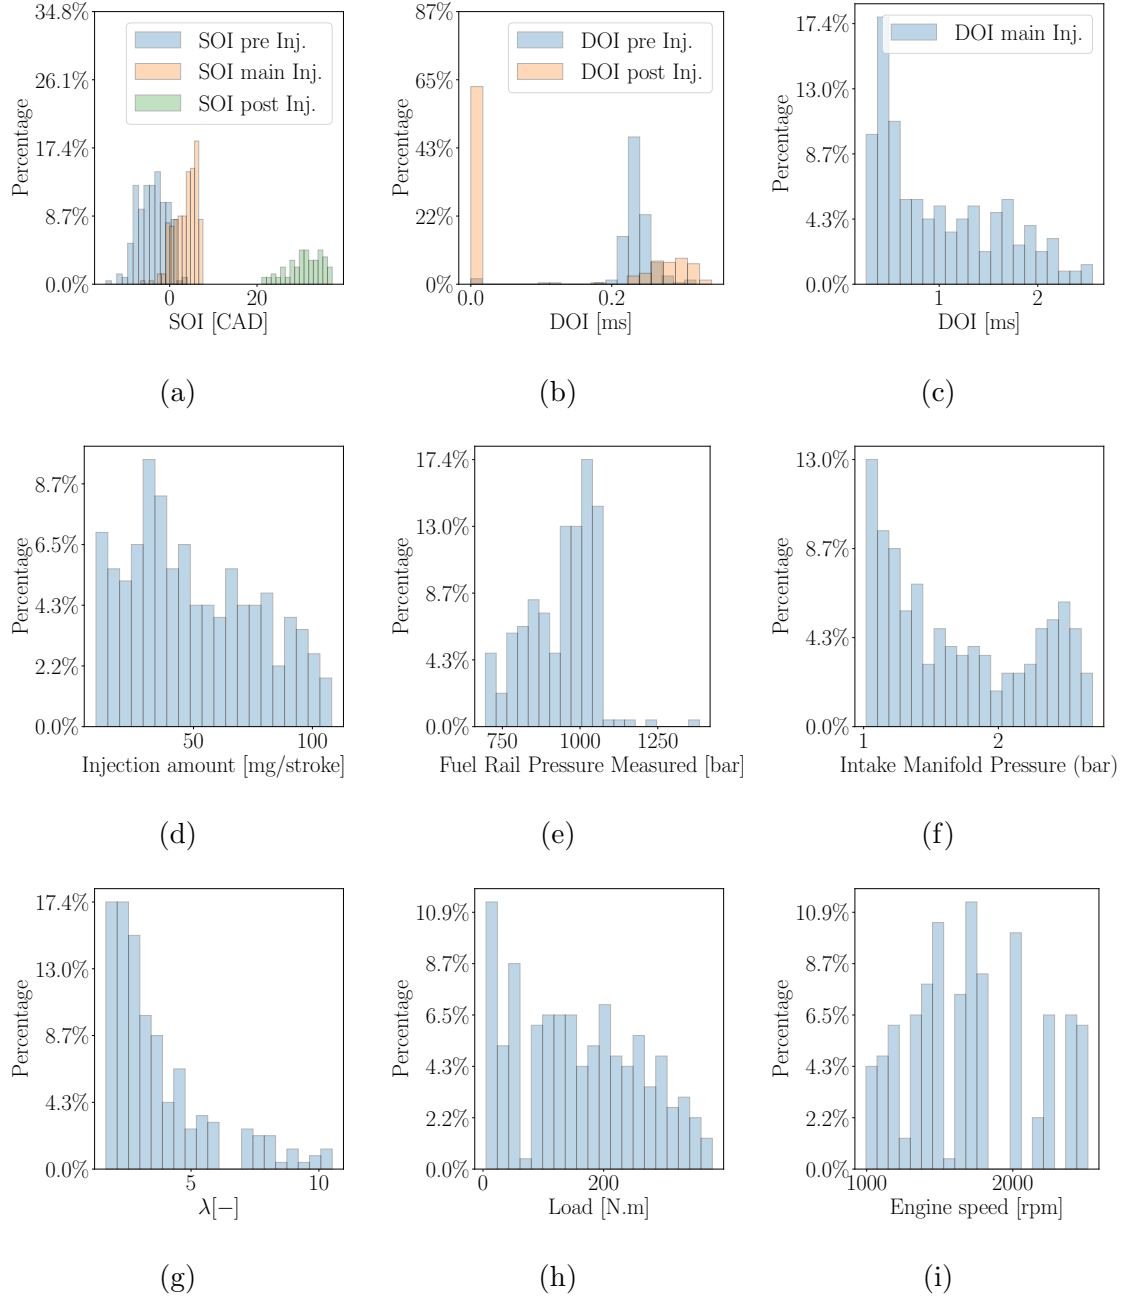 34.8%
26.1%
17.4%
8.7%
0.0%
Percentage
SOI pre Inj.
SOI main Inj.
SOI post Inj.
0
20
SOI [CAD]
(a)
87%
65%
43%
22%
0%
Percentage
DOI pre Inj.
DOI post Inj.
0.0
0.2
DOI [ms]
(b)
17.4%
13.0%
8.7%
4.3%
0.0%
Percentage
DOI main Inj.
1
2
DOI [ms]
(c)
8.7%
6.5%
4.3%
2.2%
0.0%
Percentage
50
100
Injection amount [mg/stroke]
(d)
17.4%
13.0%
8.7%
4.3%
0.0%
Percentage
750
1000
1250
Fuel Rail Pressure Measured [bar]
(e)
13.0%
8.7%
4.3%
0.0%
Percentage
1
2
Intake Manifold Pressure (bar)
(f)
17.4%
13.0%
8.7%
4.3%
0.0%
Percentage
5
10
λ[−]
(g)
10.9%
8.7%
6.5%
4.3%
2.2%
0.0%
Percentage
0
200
Load [N.m]
(h)
10.9%
8.7%
6.5%
4.3%
2.2%
0.0%
Percentage
1000
2000
Engine speed [rpm]
(i)